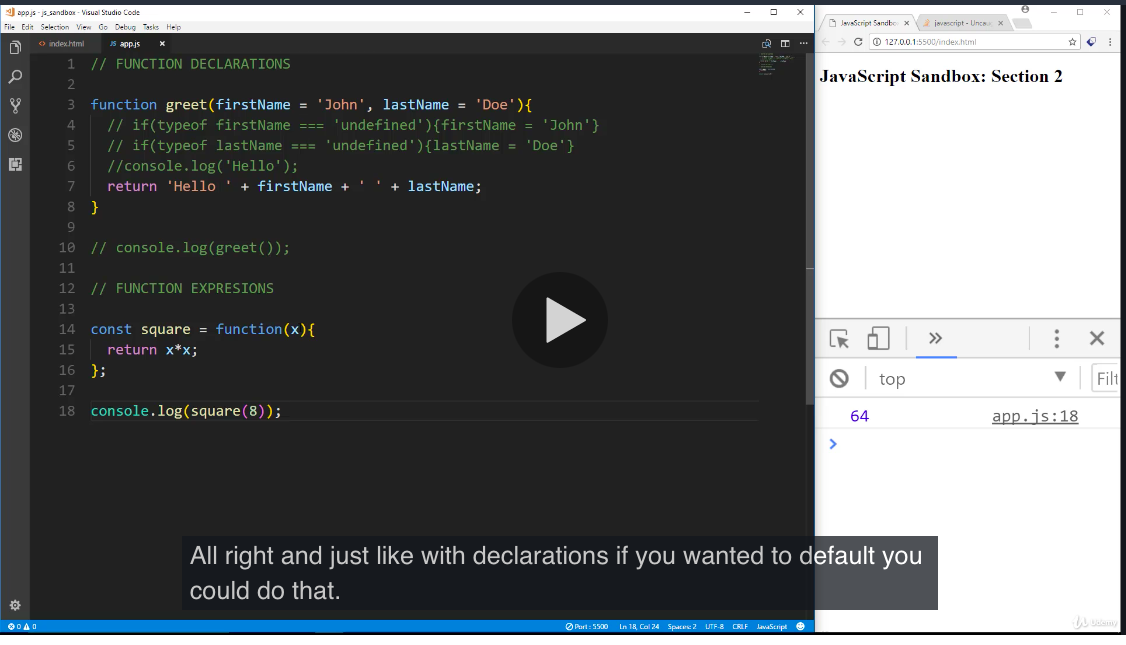 app.js - js_sandbox - Visual Studio Code
File Edit Selection View Go Debug Tasks Help
index.html JS app.js
1 // FUNCTION DECLARATIONS
2
3 function greet(firstName = 'John', lastName = 'Doe'){
4 // if(typeof firstName === 'undefined'){firstName = 'John'}
5 // if(typeof lastName === 'undefined'){lastName = 'Doe'}
6 //console.log('Hello');
7 return 'Hello ' + firstName + ' ' + lastName;
8 }
9
10 // console.log(greet());
11
12 // FUNCTION EXPRESIONS
13
14 const square = function(x){
15 return x*x;
16 };
17
18 console.log(square(8));
0 0
Port : 5500 Ln 18, Col 24 Spaces: 2 UTF-8 CRLF JavaScript
JavaScript Sandbo javascript - Unca
127.0.0.1:5500/index.html
JavaScript Sandbox: Section 2
top Filt
64 app.js:18
All right and just like with declarations if you wanted to default you
could do that.
Udemy